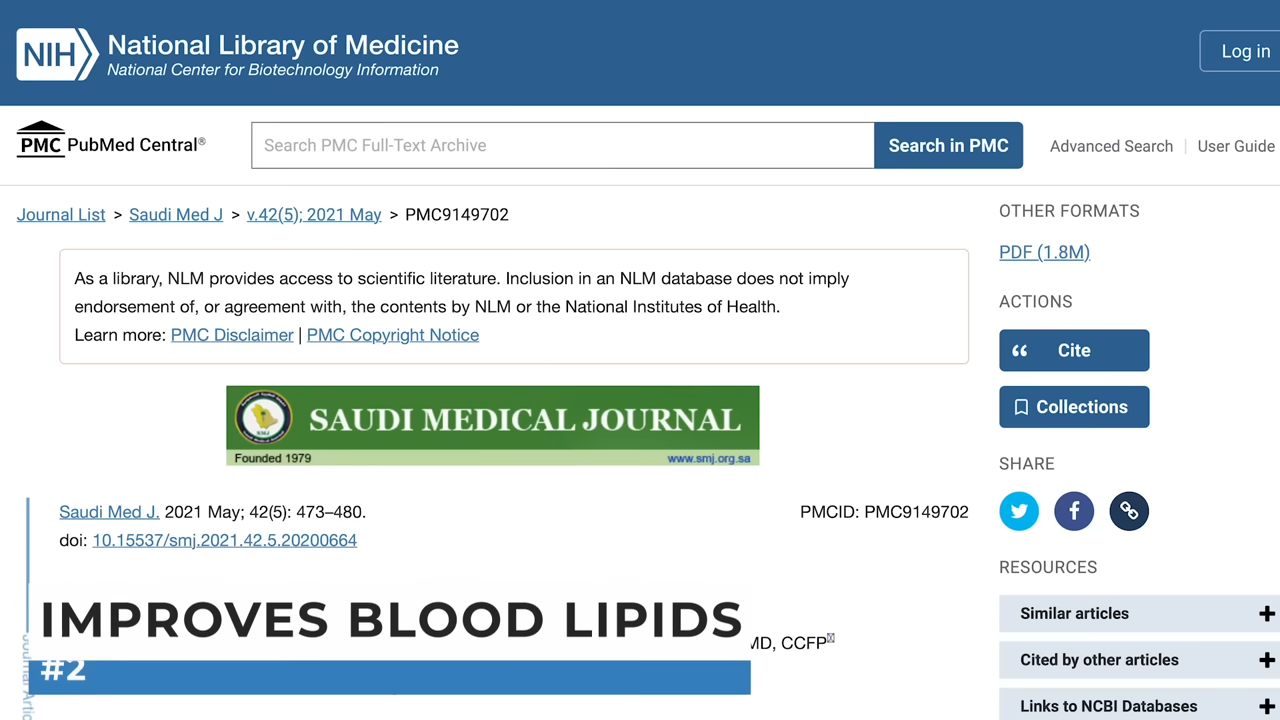 NIH
National Library of Medicine
National Center for Biotechnology Information
Log in
PMC PubMed Central®
Search PMC Full-Text Archive
Search in PMC
Advanced Search
User Guide
Journal List > Saudi Med J > v.42(5); 2021 May > PMC9149702
As a library, NLM provides access to scientific literature. Inclusion in an NLM database does not imply
endorsement of, or agreement with, the contents by NLM or the National Institutes of Health.
Learn more: PMC Disclaimer | PMC Copyright Notice
SAUDI MEDICAL JOURNAL
Founded 1979
www.smj.org.sa
Saudi Med J. 2021 May; 42(5): 473–480.
PMCID: PMC9149702
doi: 10.15537/smj.2021.42.5.20200664
IMPROVES BLOOD LIPIDS
MD, CCFP
#2
OTHER FORMATS
PDF (1.8M)
ACTIONS
Cite
Collections
SHARE
RESOURCES
Similar articles
Cited by other articles
Links to NCBI Databases